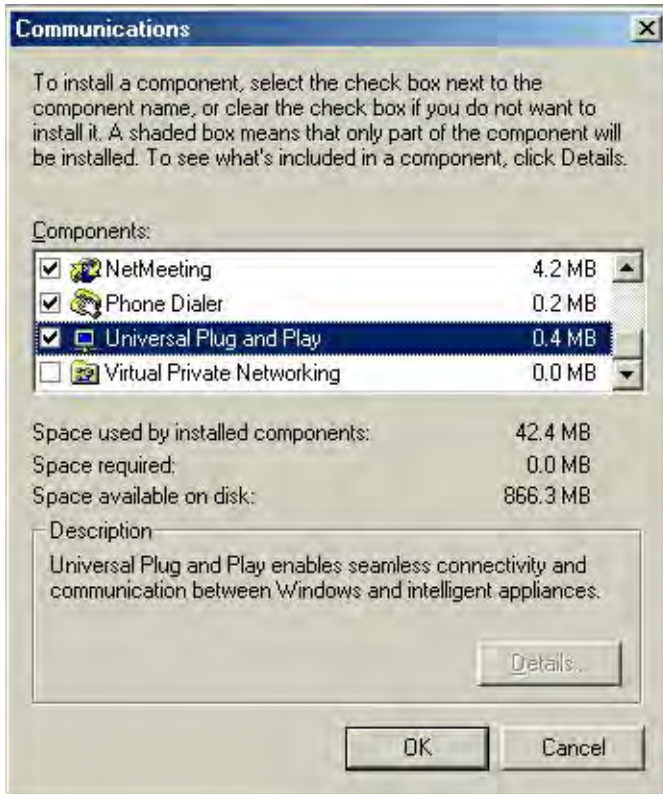 Communications
To install a component, select the check box next to the
component name, or clear the check box if you do not want to
install it. A shaded box means that only part of the component will
be installed. To see what's included in a component, click Details.
Components:
NetMeeting 4.2 MB
Phone Dialer 0.2 MB
Universal Plug and Play 0.4 MB
Virtual Private Networking 0.0 MB
Space used by installed components: 42.4 MB
Space required: 0.0 MB
Space available on disk: 866.3 MB
Description
Universal Plug and Play enables seamless connectivity and
communication between Windows and intelligent appliances.
Details...
OK Cancel